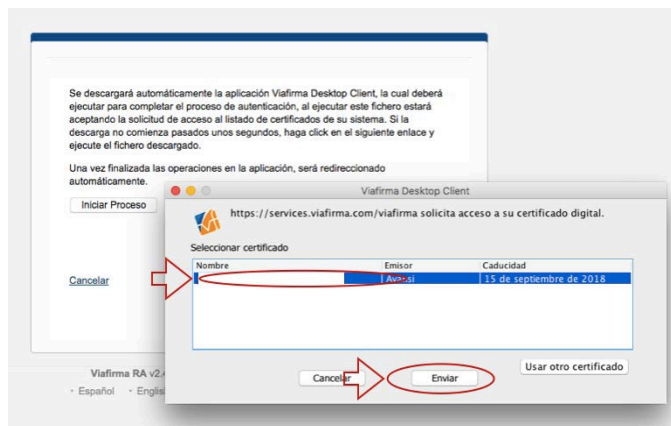 Se descargará automáticamente la aplicación Viafirma Desktop Client, la cual deberá
ejecutar para completar el proceso de autenticación, al ejecutar este fichero estará
aceptando la solicitud de acceso al listado de certificados de su sistema. Si la
descarga no comienza pasados unos segundos, haga click en el siguiente enlace y
ejecute el fichero descargado.
Una vez finalizada las operaciones en la aplicación, será redireccionado
automáticamente.
Iniciar Proceso
Cancelar
Viafirma RA v2.4
- Español - English
Viafirma Desktop Client
https://services.viafirma.com/viafirma solicita acceso a su certificado digital.
Seleccionar certificado
Nombre Emisor Caducidad
15 de septiembre de 2018
Usar otro certificado
Cancelar Enviar